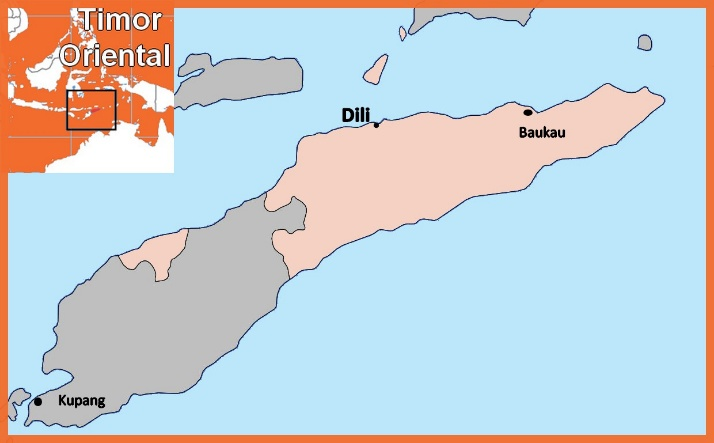 Timor
Oriental
Dili
Baukau
Kupang